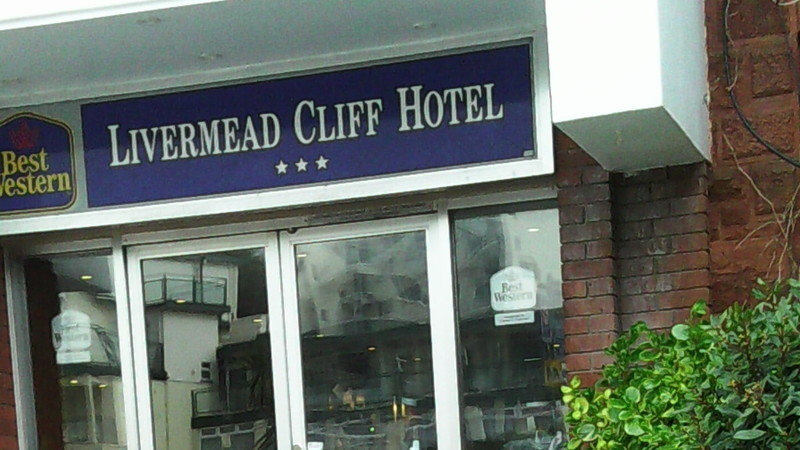 LIVERMEAD CLIFF HOTEL
★ ★ ★
Best
Western
Best
Western